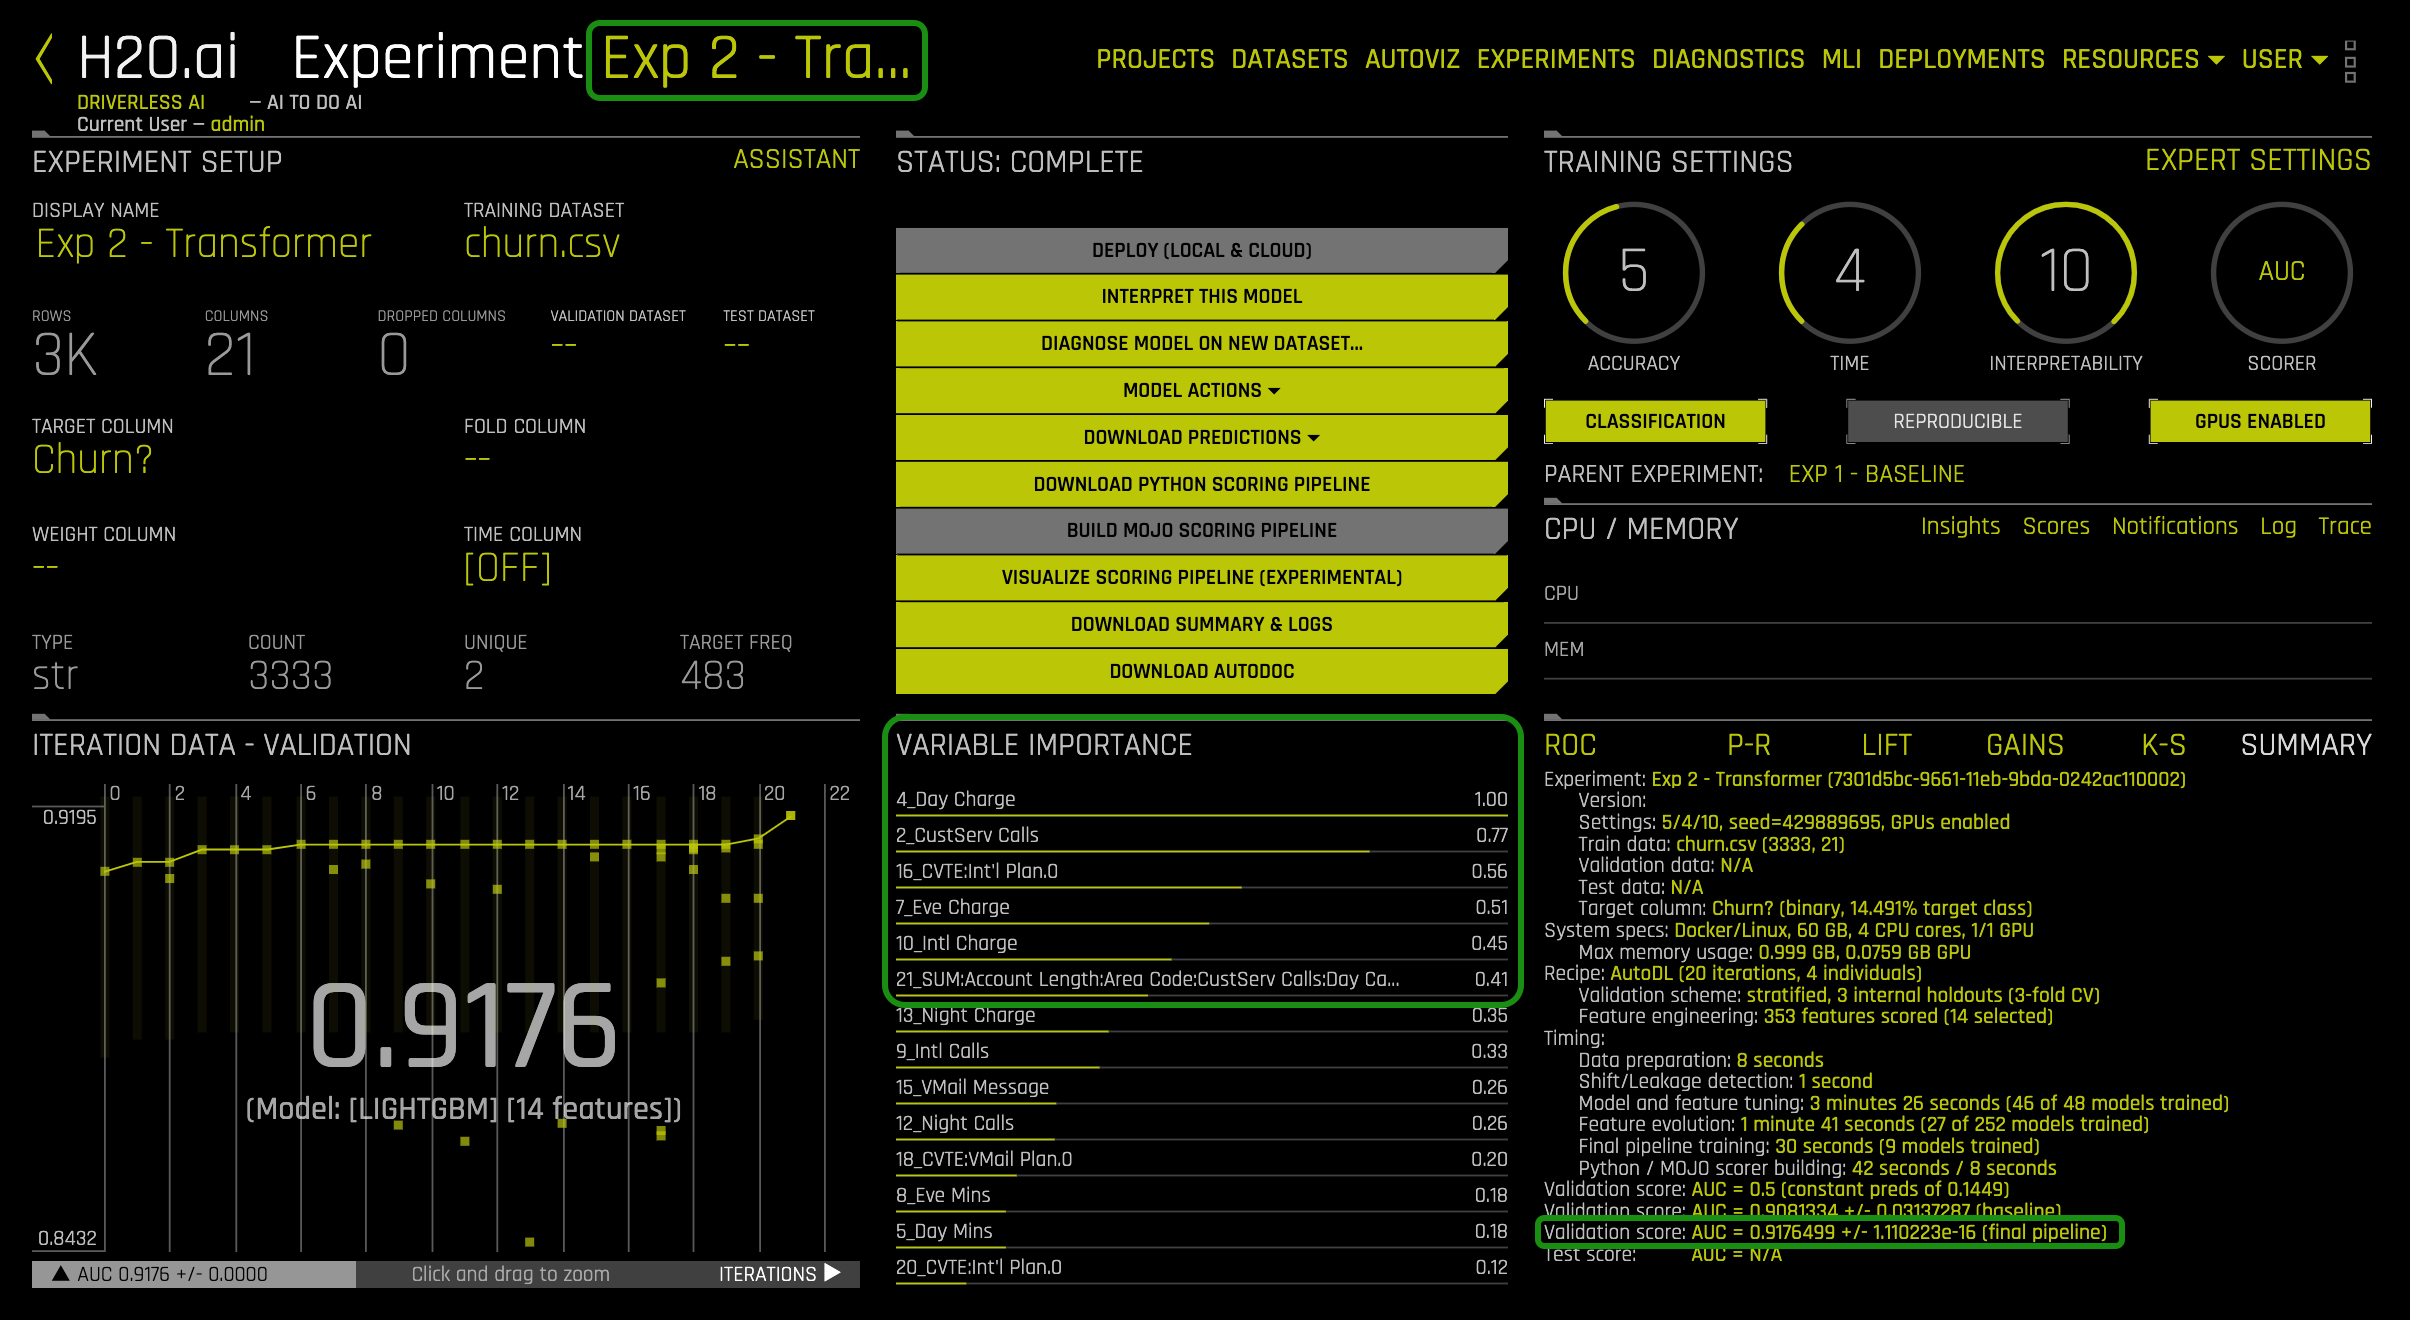 H2O.ai Experiment Exp 2 - Tra...
DRIVERLESS AI — AI TO DO AI
Current User — admin
PROJECTS DATASETS AUTOVIZ EXPERIMENTS DIAGNOSTICS MLI DEPLOYMENTS RESOURCES USER
EXPERIMENT SETUP ASSISTANT
DISPLAY NAME TRAINING DATASET
Exp 2 - Transformer churn.csv
ROWS COLUMNS DROPPED COLUMNS VALIDATION DATASET TEST DATASET
3K 21 0 -- --
TARGET COLUMN FOLD COLUMN
Churn? --
WEIGHT COLUMN TIME COLUMN
-- [OFF]
TYPE COUNT UNIQUE TARGET FREQ
str 3333 2 483
STATUS: COMPLETE
DEPLOY (LOCAL & CLOUD)
INTERPRET THIS MODEL
DIAGNOSE MODEL ON NEW DATASET...
MODEL ACTIONS
DOWNLOAD PREDICTIONS
DOWNLOAD PYTHON SCORING PIPELINE
BUILD MOJO SCORING PIPELINE
VISUALIZE SCORING PIPELINE (EXPERIMENTAL)
DOWNLOAD SUMMARY & LOGS
DOWNLOAD AUTODOC
TRAINING SETTINGS EXPERT SETTINGS
5 4 10 AUC
ACCURACY TIME INTERPRETABILITY SCORER
CLASSIFICATION REPRODUCIBLE GPUS ENABLED
PARENT EXPERIMENT: EXP 1 - BASELINE
CPU / MEMORY Insights Scores Notifications Log Trace
CPU
MEM
ITERATION DATA - VALIDATION
0 2 4 6 8 10 12 14 16 18 20 22
0.9195
0.9176
(Model: [LIGHTGBM] [14 features])
0.8432
AUC 0.9176 +/- 0.0000 Click and drag to zoom ITERATIONS
VARIABLE IMPORTANCE
4_Day Charge 1.00
2_CustServ Calls 0.77
16_CVTE:Int'l Plan.0 0.56
7_Eve Charge 0.51
10_Intl Charge 0.45
21_SUM:Account Length:Area Code:CustServ Calls:Day Ca... 0.41
13_Night Charge 0.35
9_Intl Calls 0.33
15_VMail Message 0.26
12_Night Calls 0.26
18_CVTE:VMail Plan.0 0.20
8_Eve Mins 0.18
5_Day Mins 0.18
20_CVTE:Int'l Plan.0 0.12
ROC P-R LIFT GAINS K-S SUMMARY
Experiment: Exp 2 - Transformer (7301d5bc-9661-11eb-9bda-0242ac110002)
Version:
Settings: 5/4/10, seed=429889695, GPUs enabled
Train data: churn.csv (3333, 21)
Validation data: N/A
Test data: N/A
Target column: Churn? (binary, 14.491% target class)
System specs: Docker/Linux, 60 GB, 4 CPU cores, 1/1 GPU
Max memory usage: 0.999 GB, 0.0759 GB GPU
Recipe: AutoDL (20 iterations, 4 individuals)
Validation scheme: stratified, 3 internal holdouts (3-fold CV)
Feature engineering: 353 features scored (14 selected)
Timing:
Data preparation: 8 seconds
Shift/Leakage detection: 1 second
Model and feature tuning: 3 minutes 26 seconds (46 of 48 models trained)
Feature evolution: 1 minute 41 seconds (27 of 252 models trained)
Final pipeline training: 30 seconds (9 models trained)
Python / MOJO scorer building: 42 seconds / 8 seconds
Validation score: AUC = 0.5 (constant preds of 0.1449)
Validation score: AUC = 0.9081334 +/- 0.03137287 (baseline)
Validation score: AUC = 0.9176499 +/- 1.110223e-16 (final pipeline)
Test score: AUC = N/A